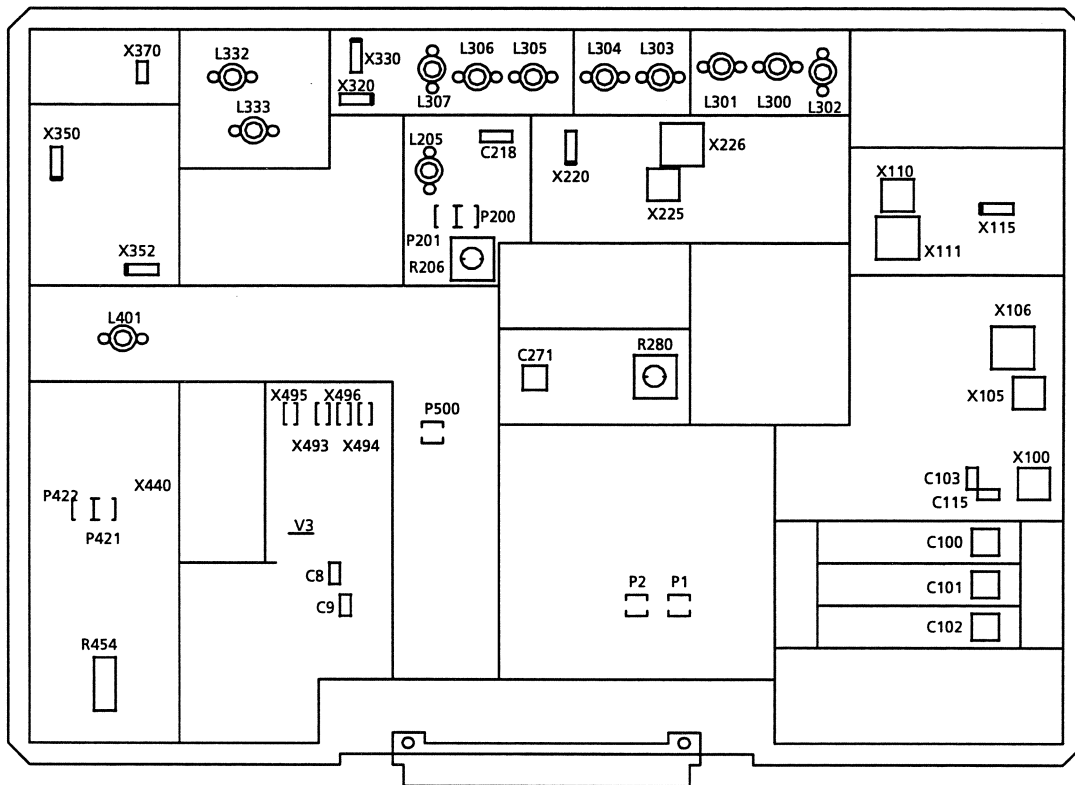 X370
L332
X330
L306
L305
L304
L303
X320
L307
L301
L300
L302
L333
X350
L205
C218
X220
X226
X225
X110
X111
X115
P200
P201
R206
X352
L401
X106
C271
R280
X105
X495
X496
P500
X493
X494
X100
C103
C115
P422
X440
P421
V3
C100
C8
C9
P2
P1
C101
C102
R454